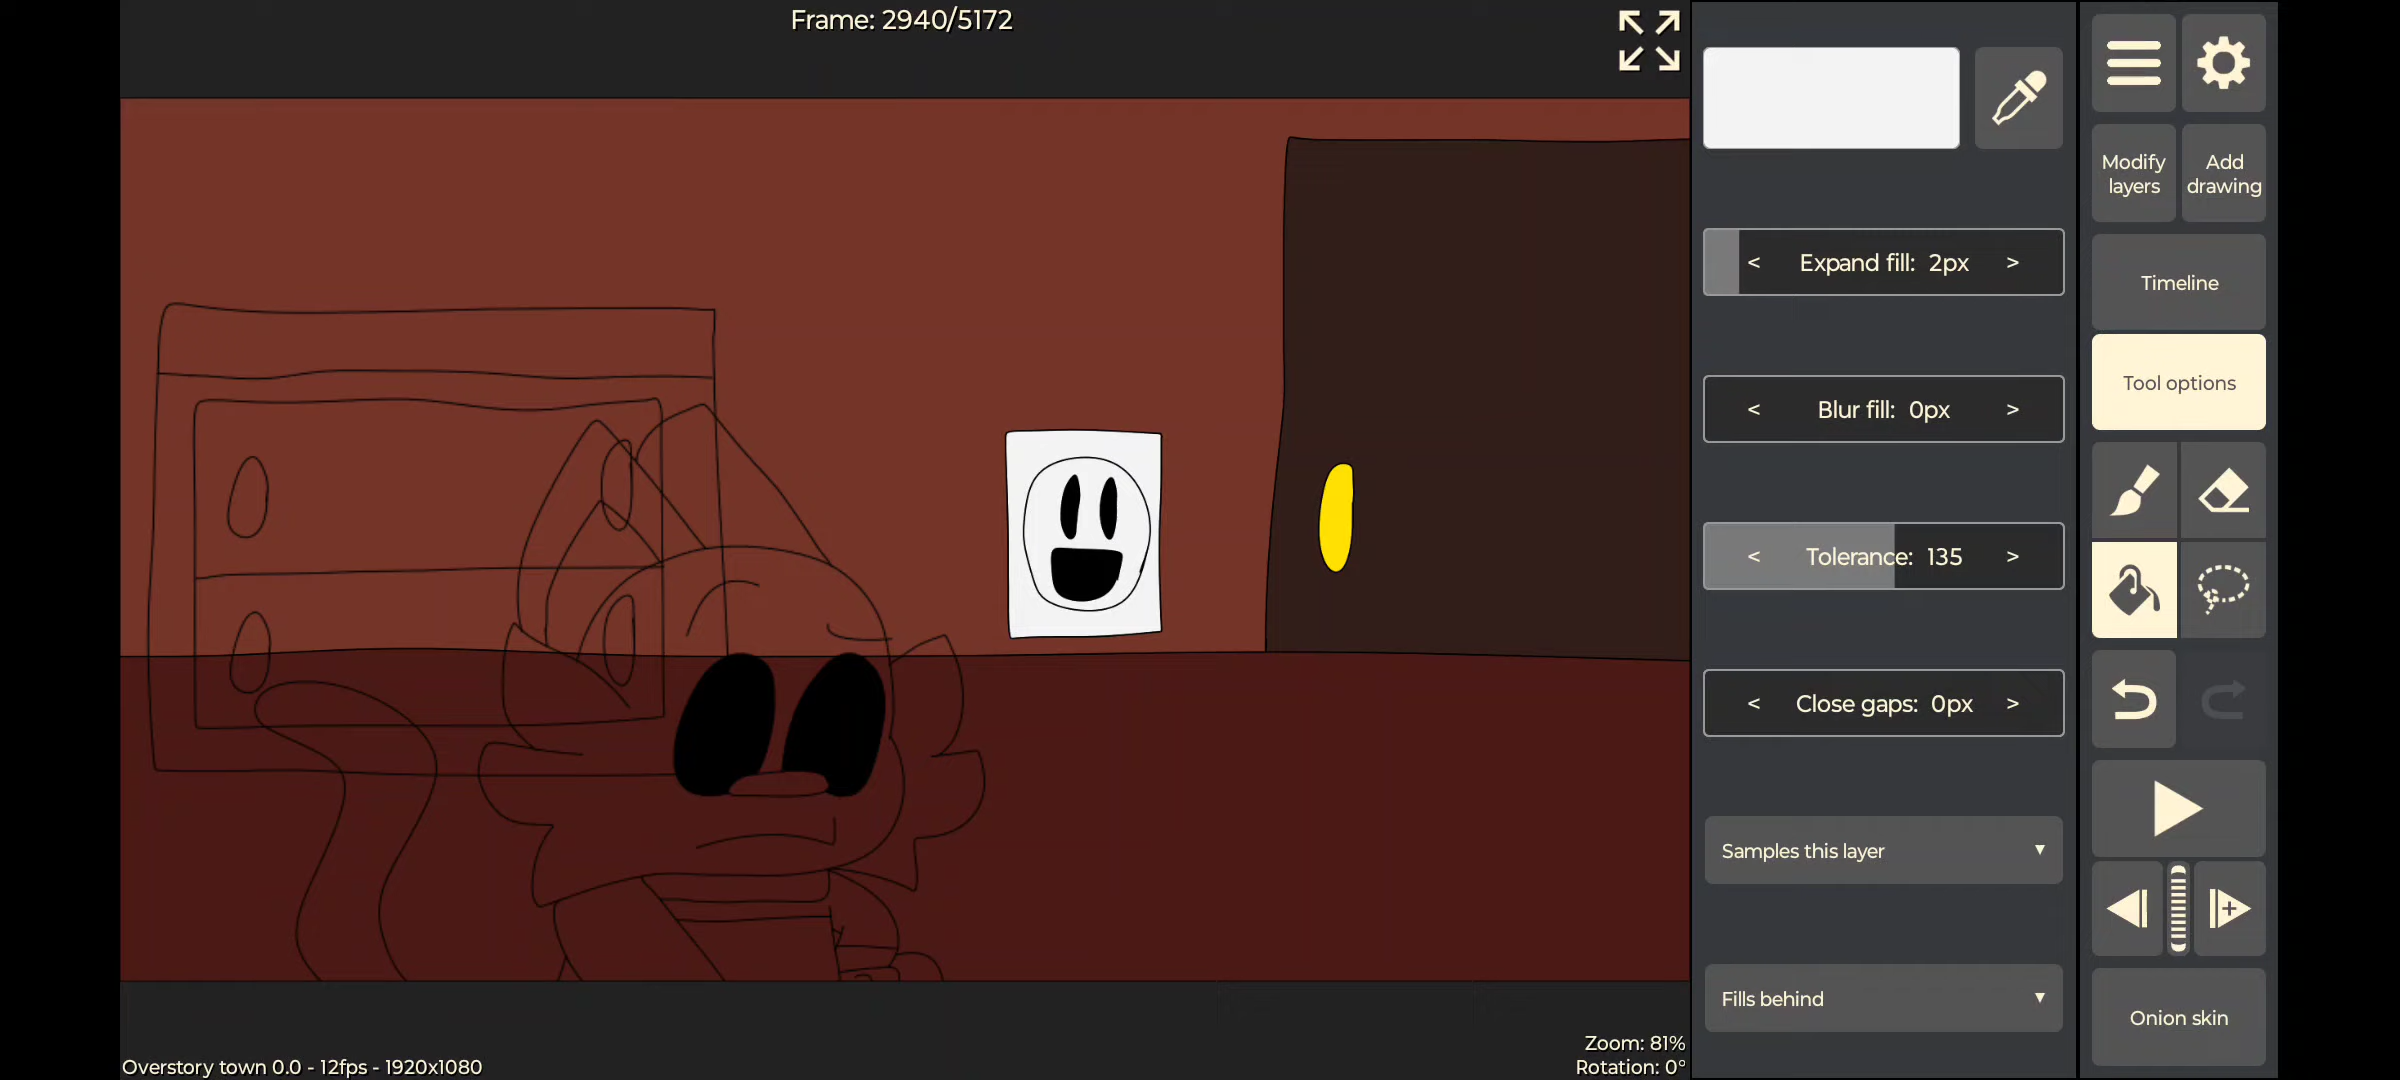 Frame: 2940/5172
Modify layers
Add drawing
Expand fill: 2px
Timeline
Tool options
Blur fill: 0px
Tolerance: 135
Close gaps: 0px
Samples this layer
Fills behind
Onion skin
Zoom: 81%
Rotation: 0°
Overstory town 0.0 - 12fps - 1920x1080